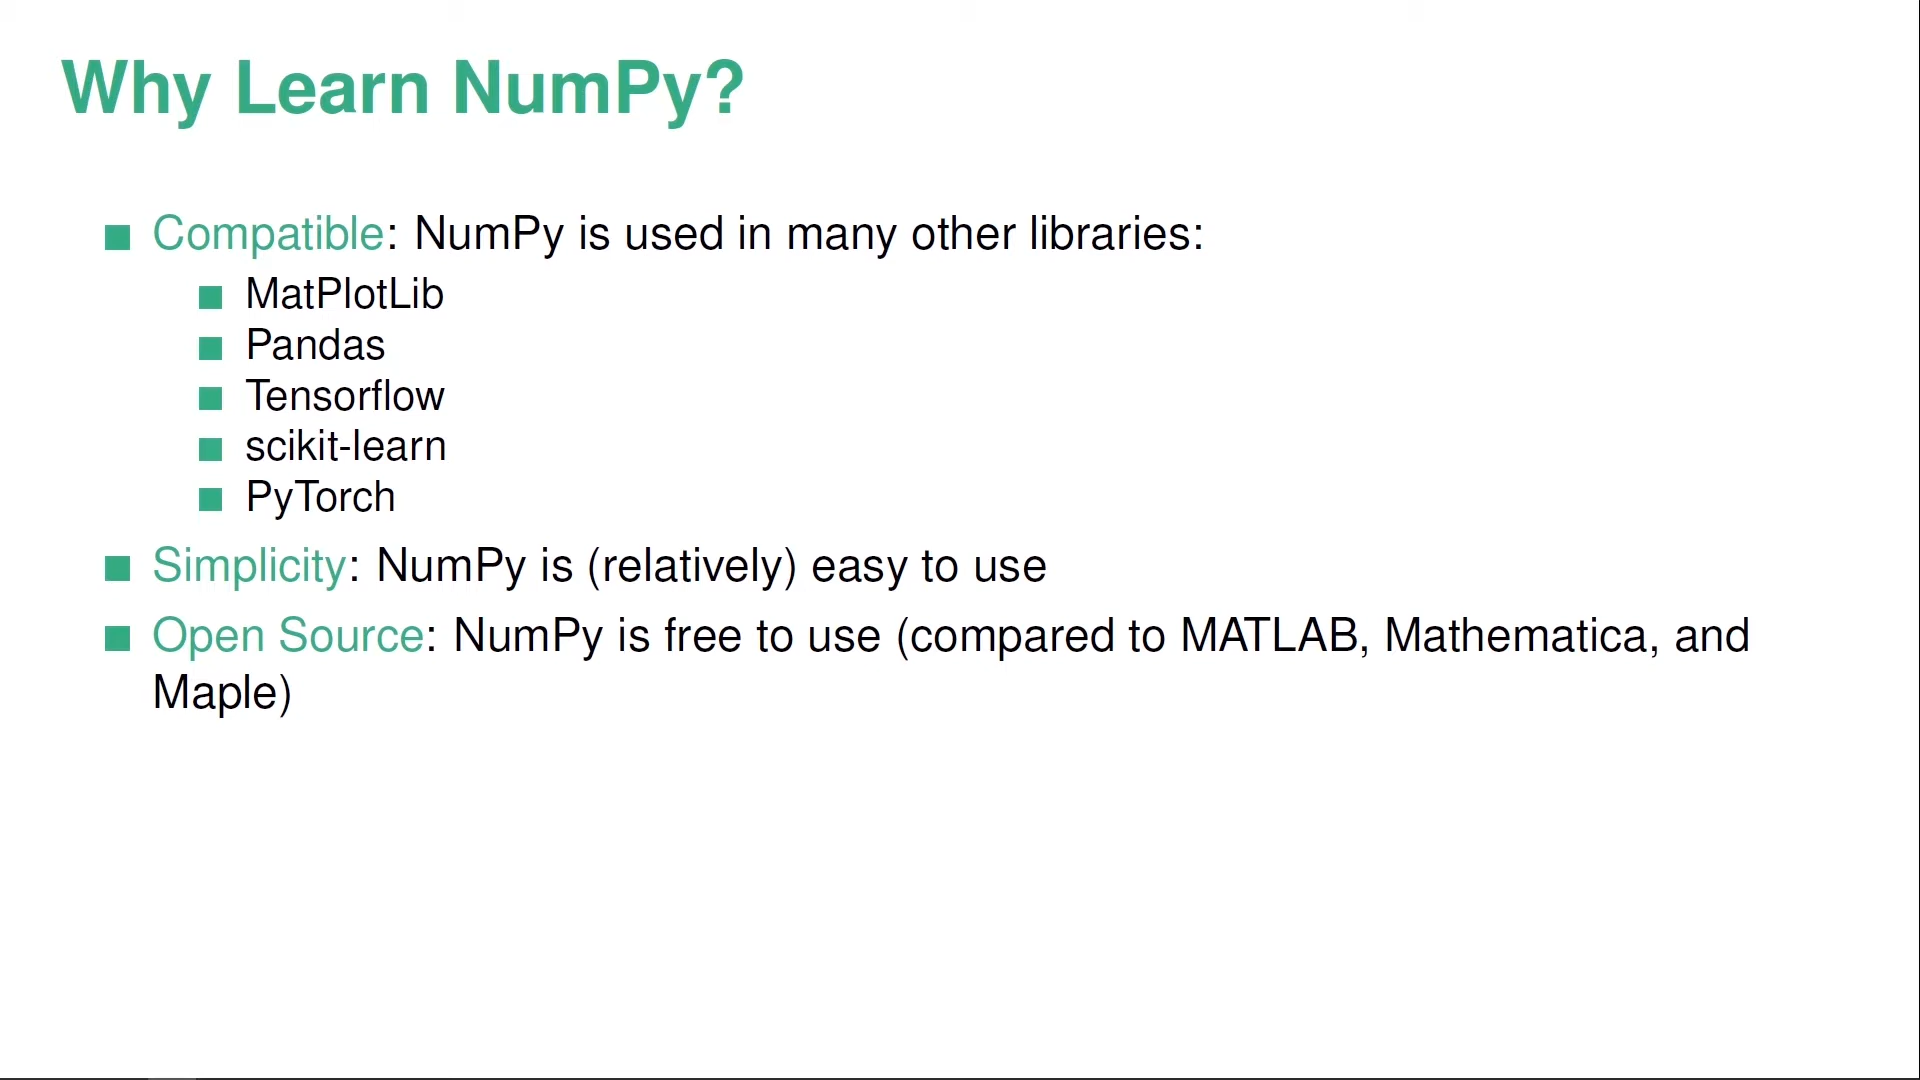 Why Learn NumPy?
Compatible: NumPy is used in many other libraries:
MatPlotLib
Pandas
Tensorflow
scikit-learn
PyTorch
Simplicity: NumPy is (relatively) easy to use
Open Source: NumPy is free to use (compared to MATLAB, Mathematica, and
Maple)